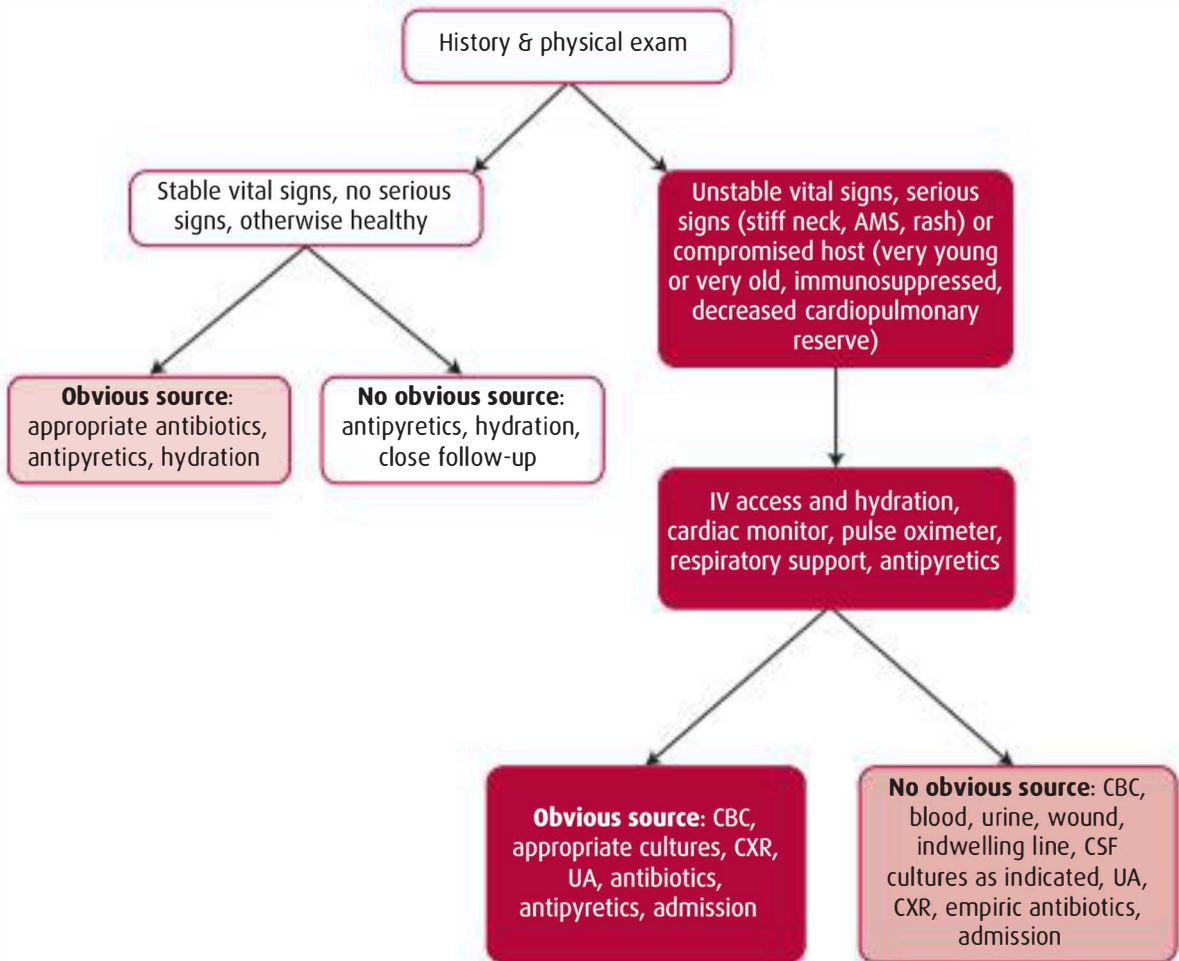 History & physical exam
Stable vital signs, no serious
signs, otherwise healthy
Unstable vital signs, serious
signs (stiff neck, AMS, rash) or
compromised host (very young
or very old, immunosuppressed,
decreased cardiopulmonary
reserve)
Obvious source:
appropriate antibiotics,
antipyretics, hydration
No obvious source:
antipyretics, hydration,
close follow-up
IV access and hydration,
cardiac monitor, pulse oximeter,
respiratory support, antipyretics
Obvious source: CBC,
appropriate cultures, CXR,
UA, antibiotics,
antipyretics, admission
No obvious source: CBC,
blood, urine, wound,
indwelling line, CSF
cultures as indicated, UA,
CXR, empiric antibiotics,
admission